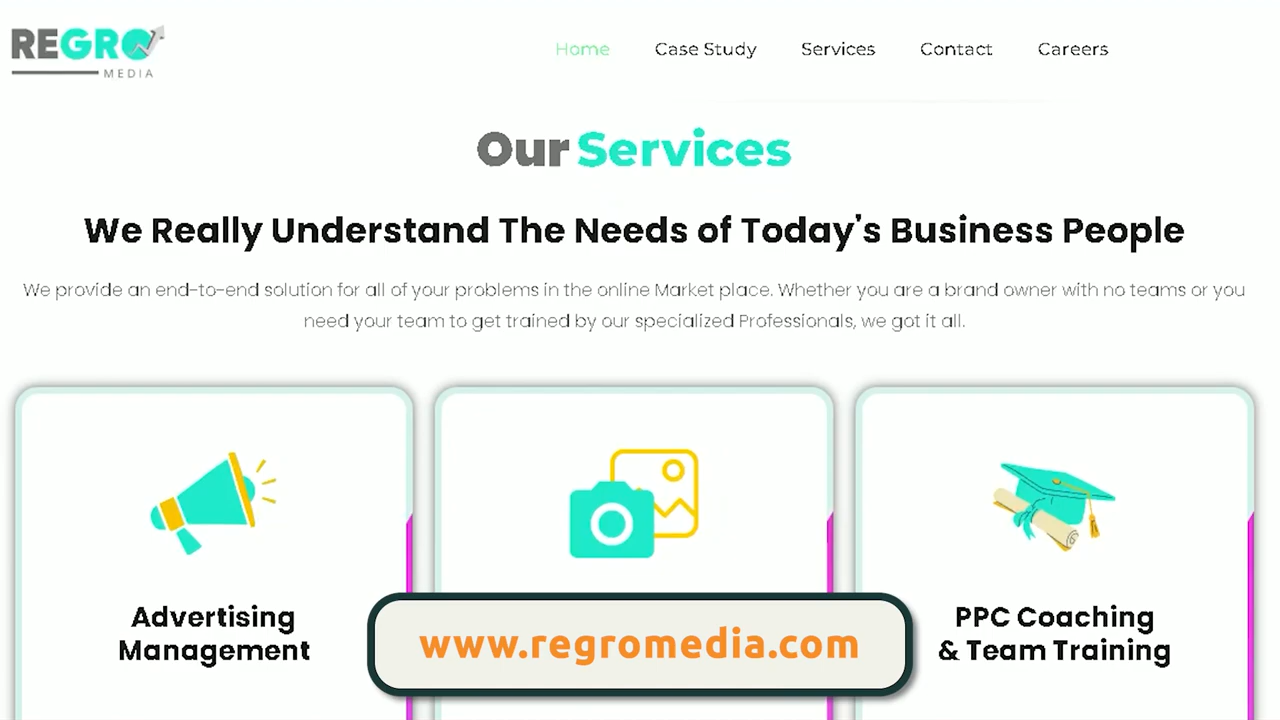 REGRO
MEDIA
Home Case Study Services Contact Careers
Our Services
We Really Understand The Needs of Today's Business People
We provide an end-to-end solution for all of your problems in the online Market place. Whether you are a brand owner with no teams or you
need your team to get trained by our specialized Professionals, we got it all.
Advertising
Management
PPC Coaching
& Team Training
www.regromedia.com